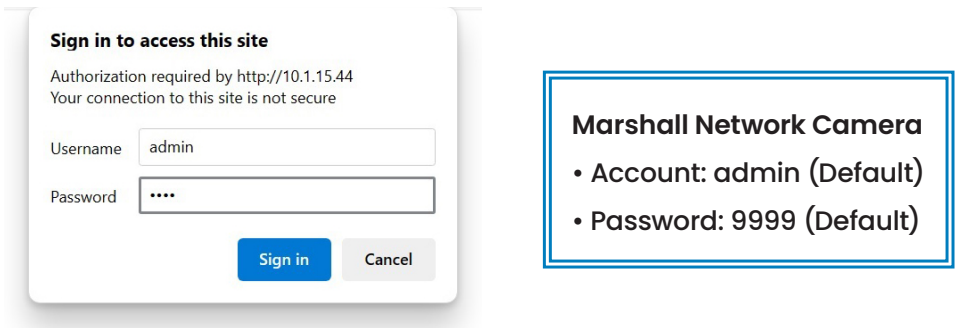 Sign in to access this site
Authorization required by http://10.1.15.44
Your connection to this site is not secure
Username admin
Password ••••
Sign in Cancel
Marshall Network Camera
• Account: admin (Default)
• Password: 9999 (Default)